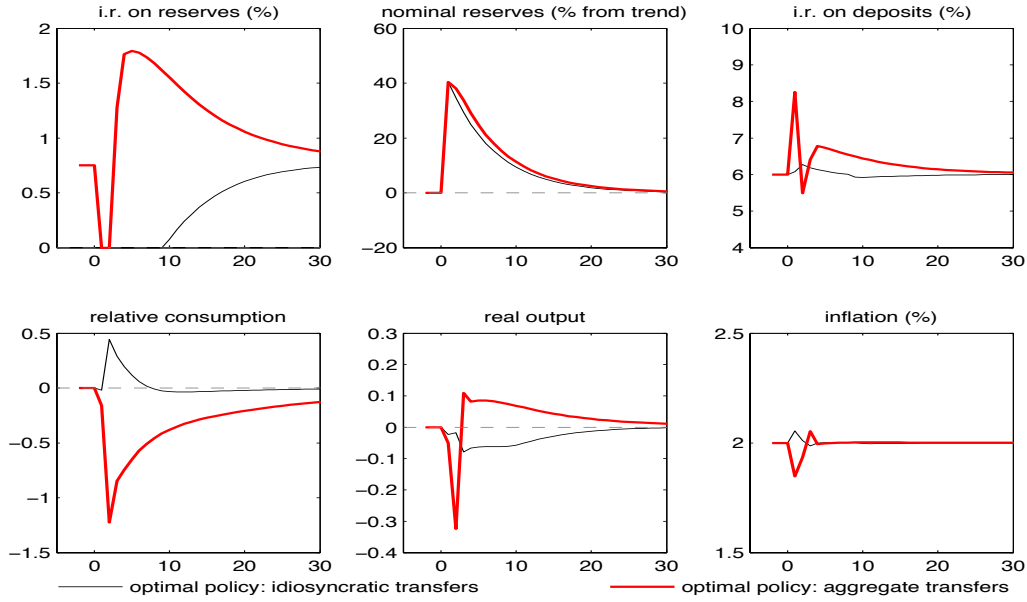 i.r. on reserves (%)
nominal reserves (% from trend)
i.r. on deposits (%)
2
1.5
1
0.5
0
0 10 20 30
60
40
20
0
−20
0 10 20 30
10
9
8
7
6
5
4
0 10 20 30
relative consumption
real output
inflation (%)
0.5
0
−0.5
−1
−1.5
0 10 20 30
0.3
0.2
0.1
0
−0.1
−0.2
−0.3
−0.4
0 10 20 30
2.5
2
1.5
0 10 20 30
optimal policy: idiosyncratic transfers
optimal policy: aggregate transfers